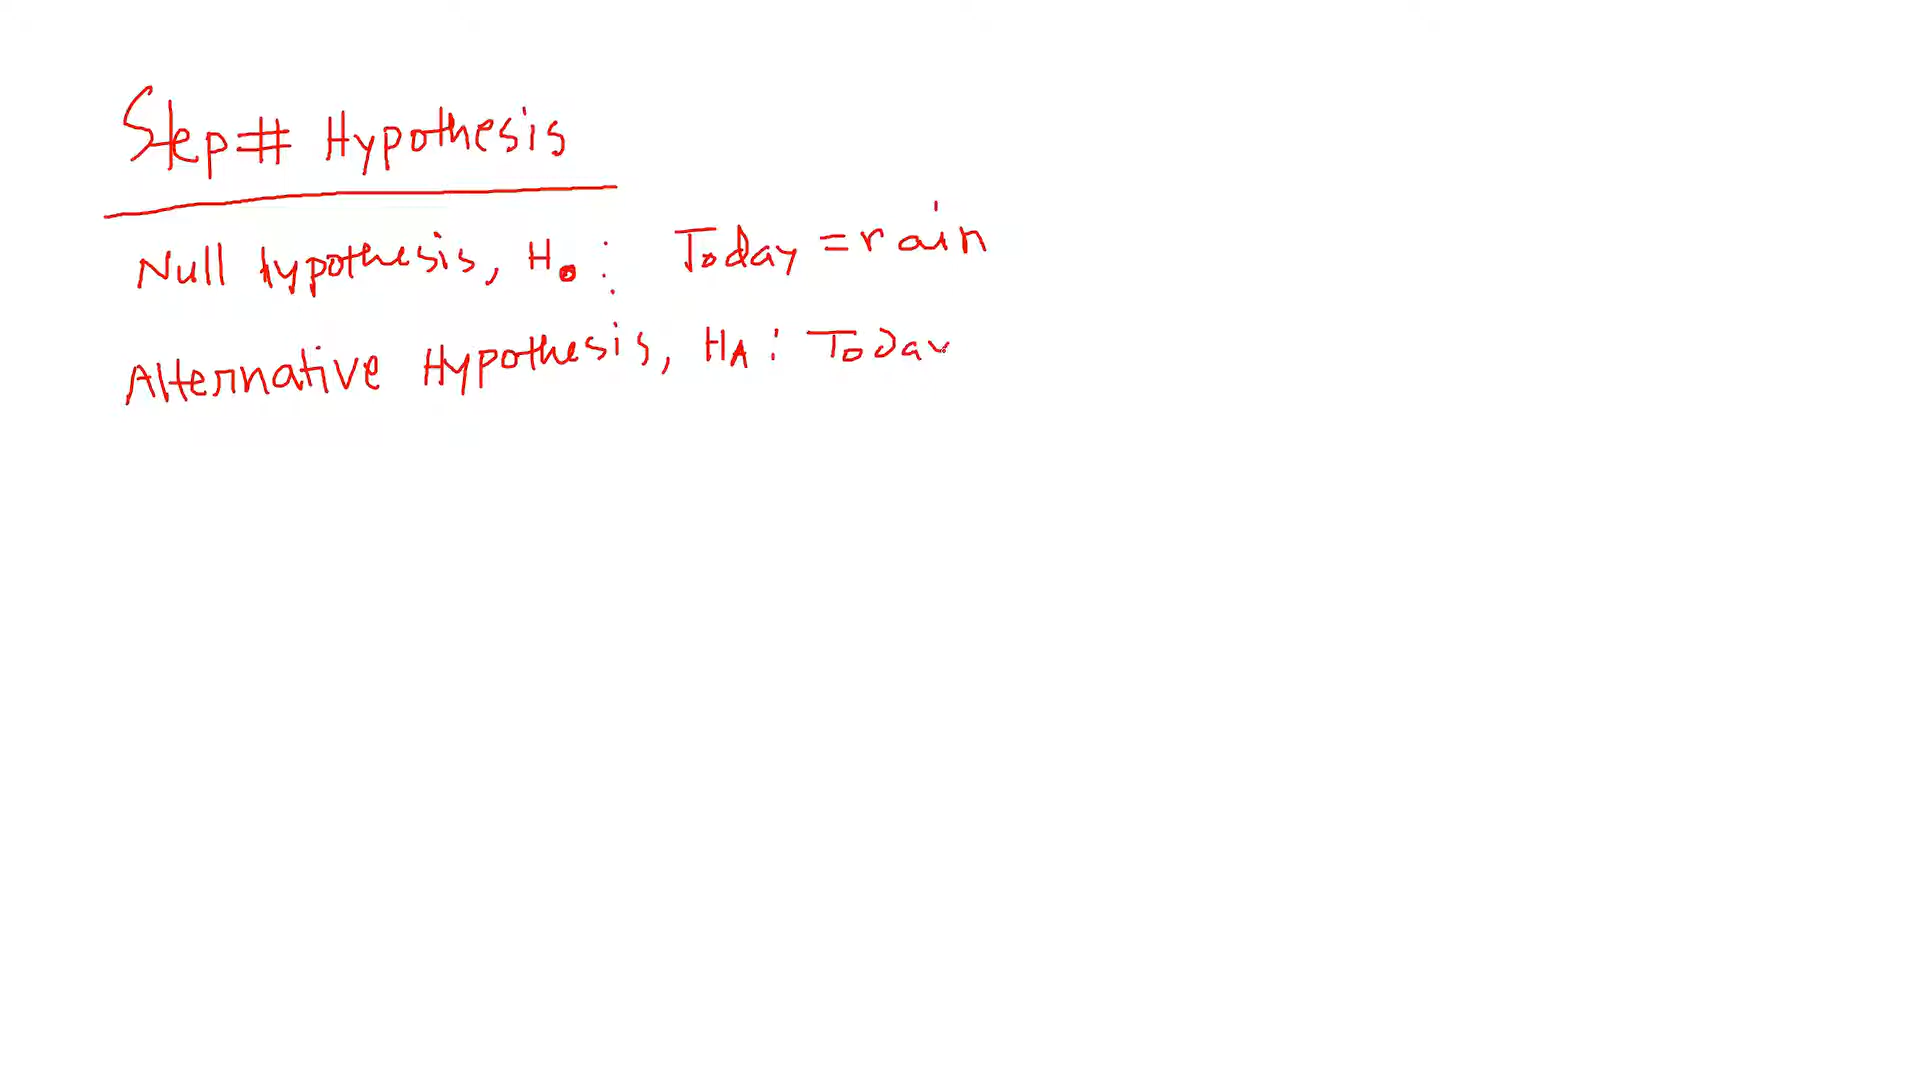 Step# Hypothesis
Null hypothesis, H0: Today = rain
Alternative Hypothesis, HA: Today